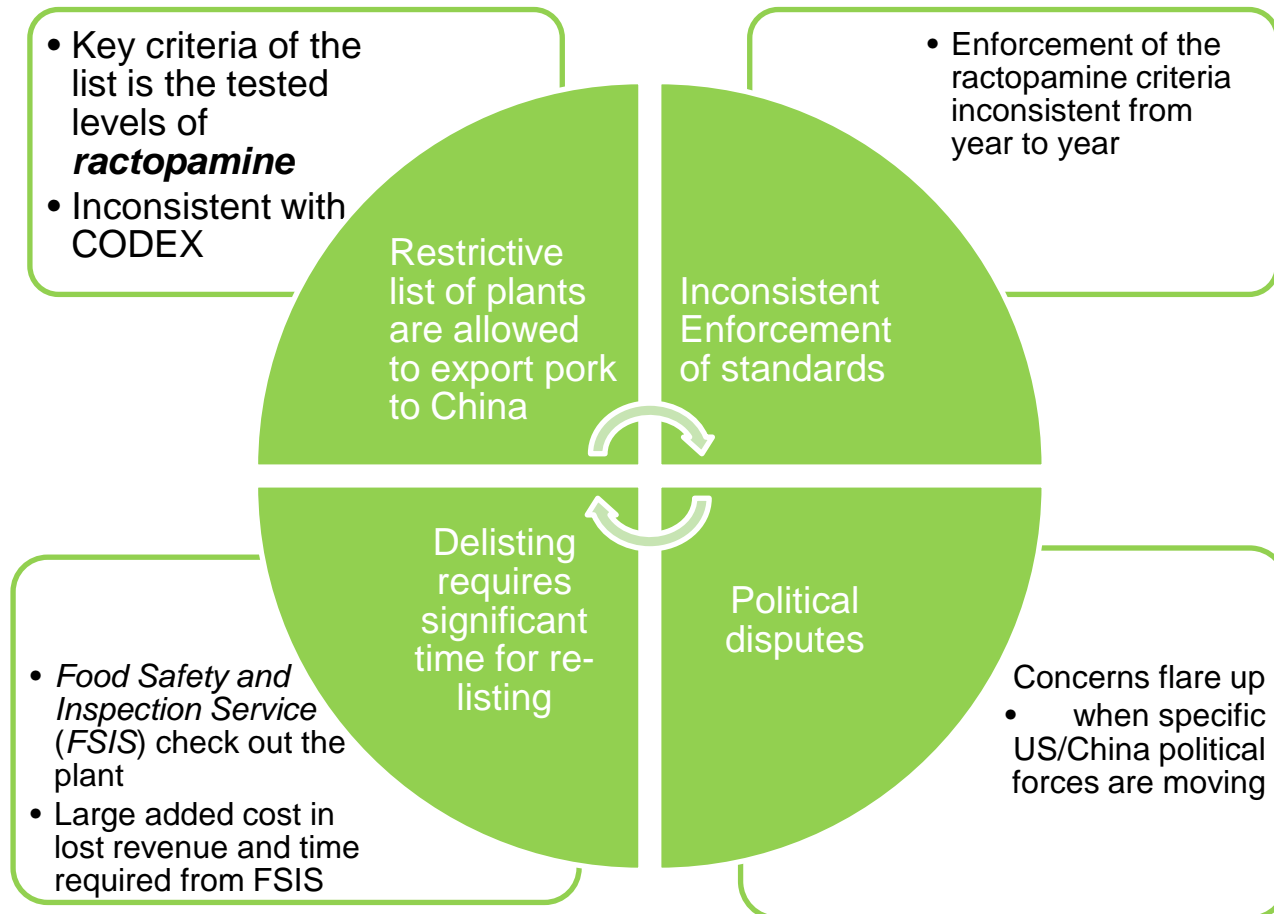 • Key criteria of the
list is the tested
levels of
ractopamine
• Inconsistent with
CODEX
Restrictive
list of plants
are allowed
to export pork
to China
• Enforcement of the
ractopamine criteria
inconsistent from
year to year
Inconsistent
Enforcement
of standards
Delisting
requires
significant
time for re-
listing
• Food Safety and
Inspection Service
(FSIS) check out the
plant
• Large added cost in
lost revenue and time
required from FSIS
Political
disputes
Concerns flare up
• when specific
US/China political
forces are moving